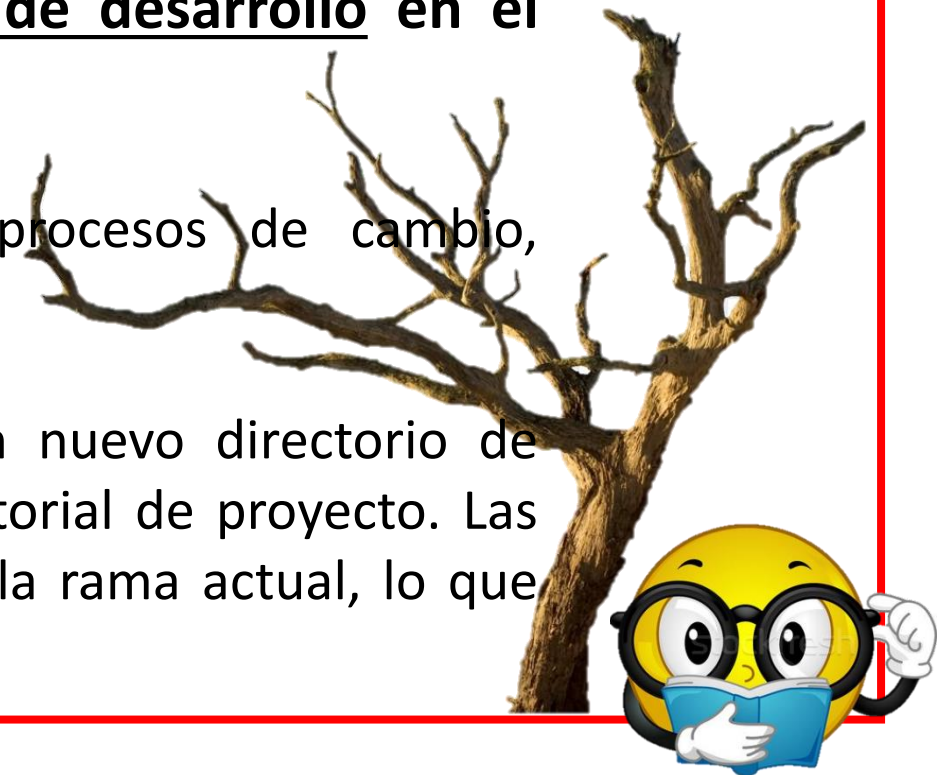 de desarrollo en el
procesos de cambio,
nuevo directorio de
torial de proyecto. Las
la rama actual, lo que
stockfresh